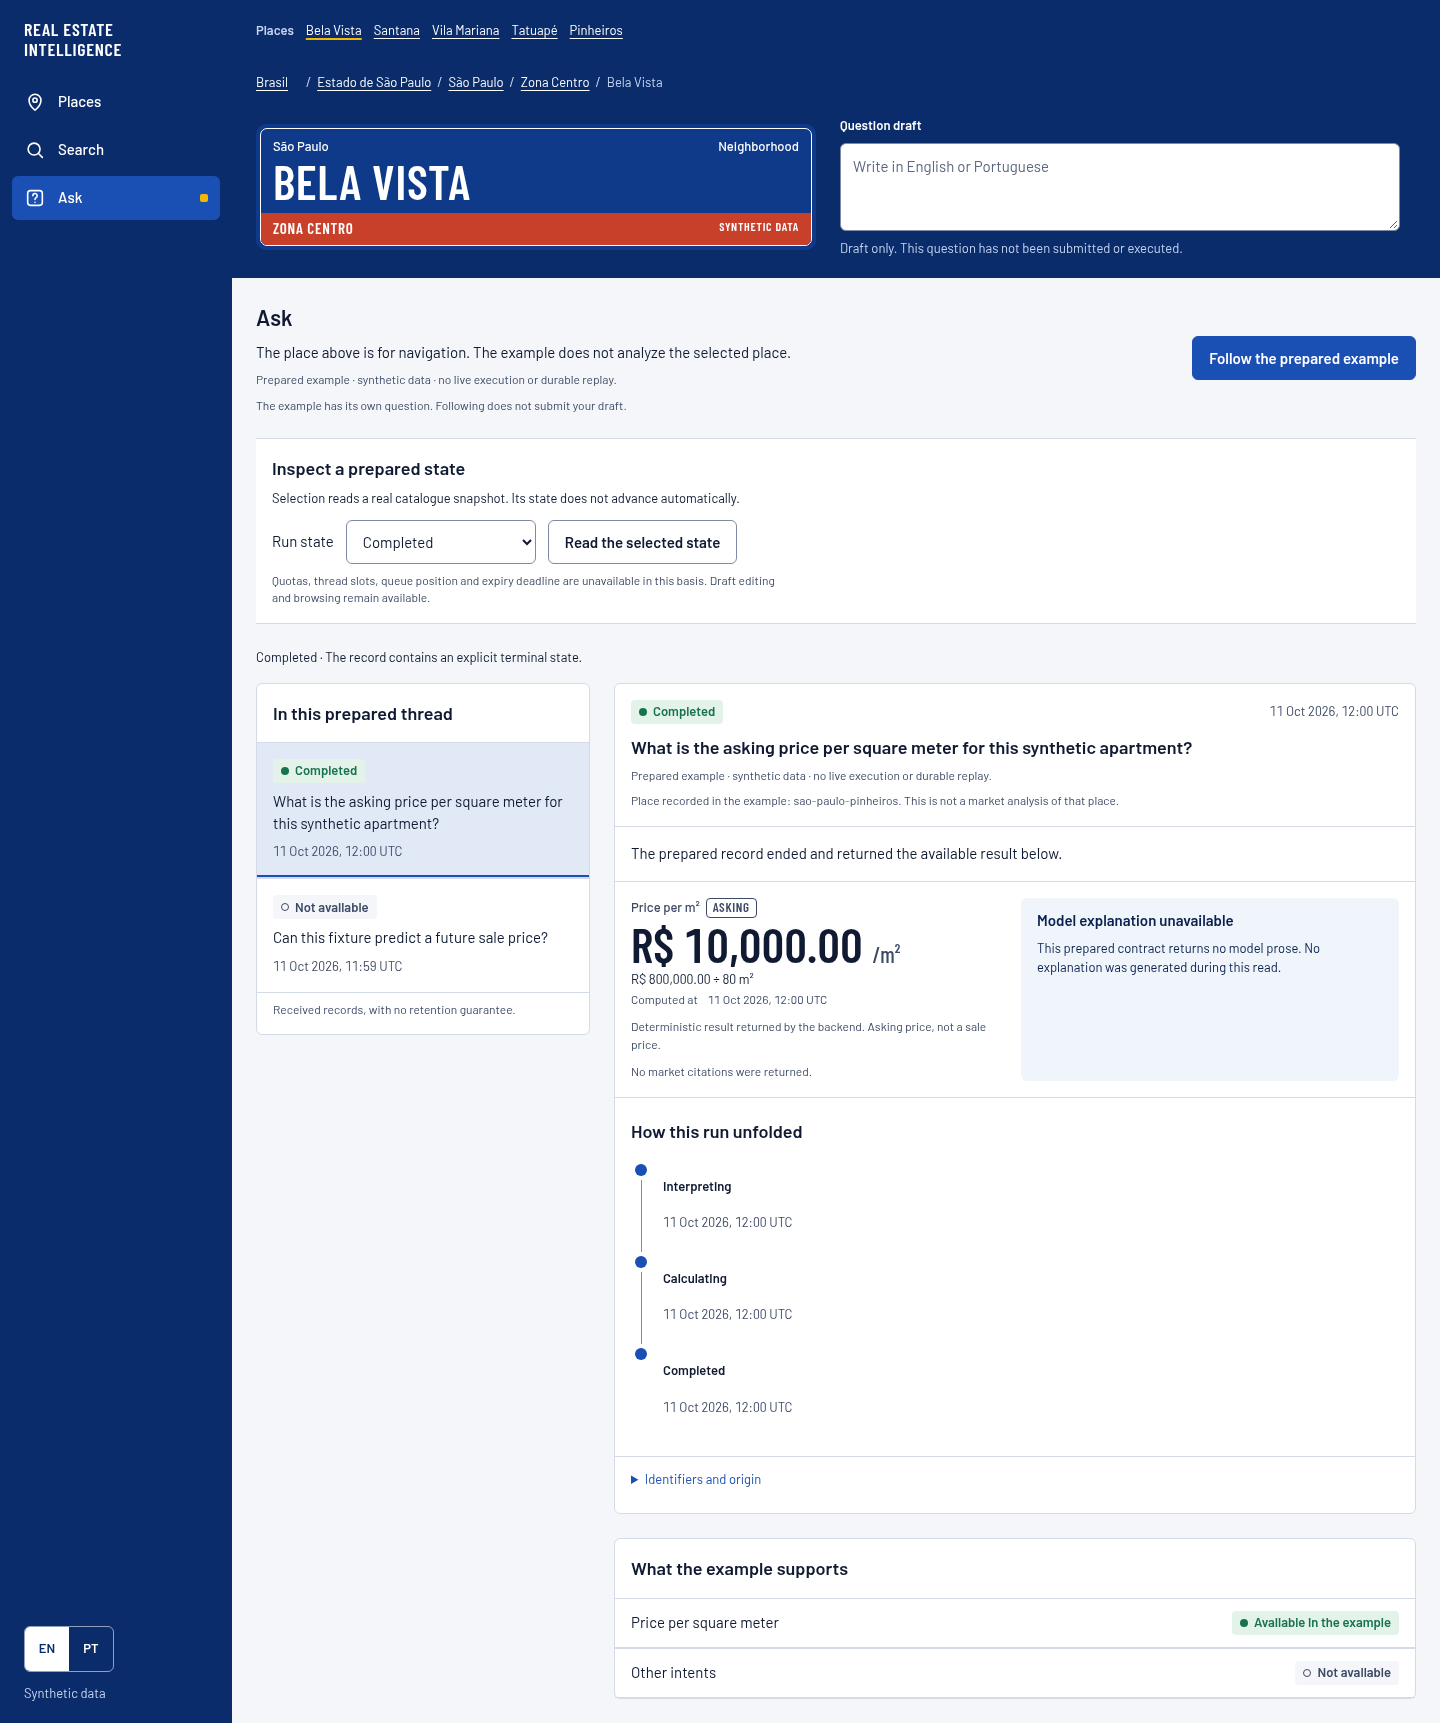 REAL ESTATE
INTELLIGENCE
Places
Search
Ask
EN PT
Synthetic data
Places Bela Vista Santana Vila Mariana Tatuapé Pinheiros
Brasil / Estado de São Paulo / São Paulo / Zona Centro / Bela Vista
São Paulo Neighborhood
BELA VISTA
ZONA CENTRO SYNTHETIC DATA
Question draft
Write in English or Portuguese
Draft only. This question has not been submitted or executed.
Ask
The place above is for navigation. The example does not analyze the selected place.
Prepared example · synthetic data · no live execution or durable replay.
The example has its own question. Following does not submit your draft.
Follow the prepared example
Inspect a prepared state
Selection reads a real catalogue snapshot. Its state does not advance automatically.
Run state Completed Read the selected state
Quotas, thread slots, queue position and expiry deadline are unavailable in this basis. Draft editing
and browsing remain available.
Completed · The record contains an explicit terminal state.
In this prepared thread
Completed
What is the asking price per square meter for
this synthetic apartment?
11 Oct 2026, 12:00 UTC
Not available
Can this fixture predict a future sale price?
11 Oct 2026, 11:59 UTC
Received records, with no retention guarantee.
Completed 11 Oct 2026, 12:00 UTC
What is the asking price per square meter for this synthetic apartment?
Prepared example · synthetic data · no live execution or durable replay.
Place recorded in the example: sao-paulo-pinheiros. This is not a market analysis of that place.
The prepared record ended and returned the available result below.
Price per m² ASKING
R$ 10,000.00 /m²
R$ 800,000.00 ÷ 80 m²
Computed at 11 Oct 2026, 12:00 UTC
Deterministic result returned by the backend. Asking price, not a sale
price.
No market citations were returned.
Model explanation unavailable
This prepared contract returns no model prose. No
explanation was generated during this read.
How this run unfolded
Interpreting
11 Oct 2026, 12:00 UTC
Calculating
11 Oct 2026, 12:00 UTC
Completed
11 Oct 2026, 12:00 UTC
Identifiers and origin
What the example supports
Price per square meter Available in the example
Other intents Not available